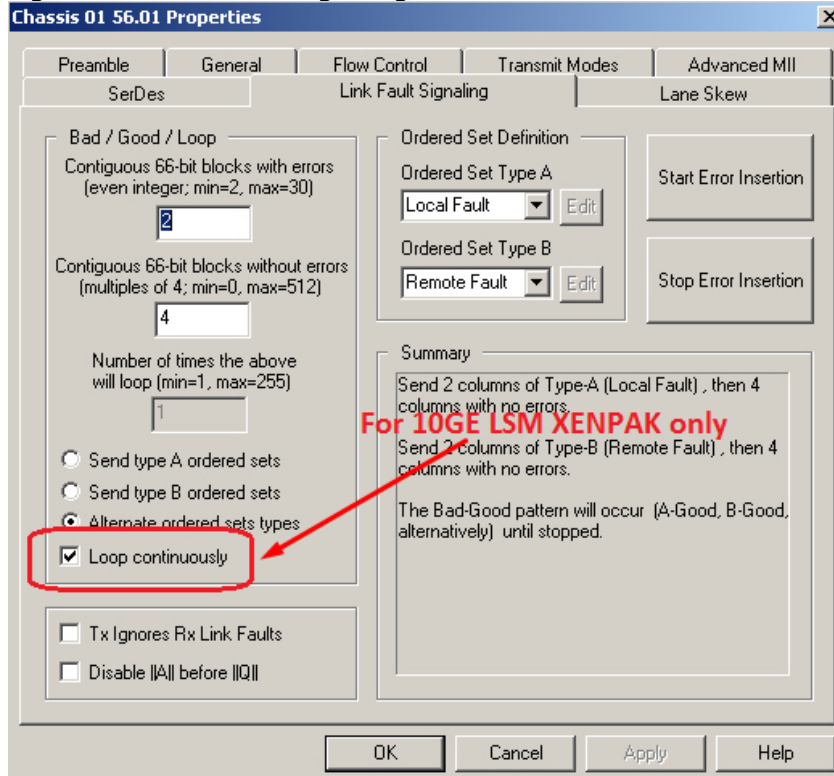 Chassis 01 56.01 Properties
Preamble
General
Flow Control
Transmit Modes
Advanced MII
SerDes
Link Fault Signaling
Lane Skew
Bad / Good / Loop
Contiguous 66-bit blocks with errors
(even integer; min=2, max=30)
2
Contiguous 66-bit blocks without errors
(multiples of 4; min=0, max=512)
4
Number of times the above
will loop (min=1, max=255)
1
Send type A ordered sets
Send type B ordered sets
Alternate ordered sets types
Loop continuously
Tx Ignores Rx Link Faults
Disable ||A|| before ||Q||
Ordered Set Definition
Ordered Set Type A
Local Fault
Edit
Ordered Set Type B
Remote Fault
Edit
Start Error Insertion
Stop Error Insertion
Summary
Send 2 columns of Type-A (Local Fault) , then 4
columns with no errors.
For 10GE LSM XENPAK only
Send 2 columns of Type-B (Remote Fault) , then 4
columns with no errors.
The Bad-Good pattern will occur (A-Good, B-Good,
alternatively) until stopped.
OK
Cancel
Apply
Help